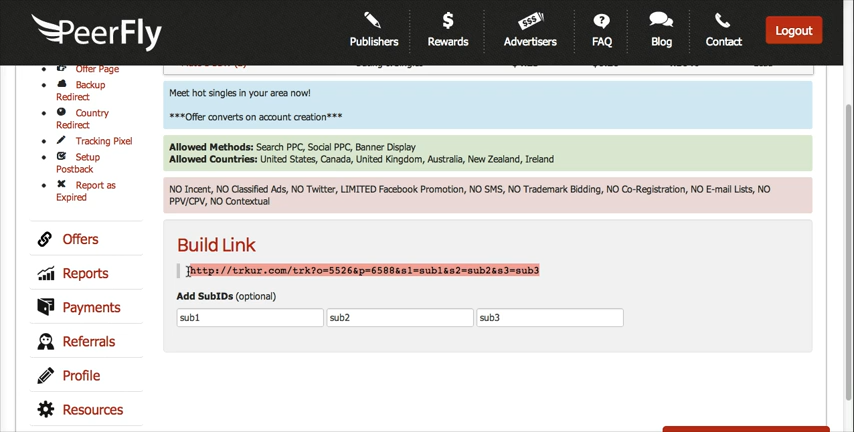 PeerFly
Publishers
Rewards
Advertisers
FAQ
Blog
Contact
Logout
Offer Page
Backup
Redirect
Country
Redirect
Tracking Pixel
Setup
Postback
Report as
Expired
Offers
Reports
Payments
Referrals
Profile
Resources
Meet hot singles in your area now!
***Offer converts on account creation***
Allowed Methods: Search PPC, Social PPC, Banner Display
Allowed Countries: United States, Canada, United Kingdom, Australia, New Zealand, Ireland
NO Incent, NO Classified Ads, NO Twitter, LIMITED Facebook Promotion, NO SMS, NO Trademark Bidding, NO Co-Registration, NO E-mail Lists, NO
PPV/CPV, NO Contextual
Build Link
http://trkur.com/trk?o=5526&p=6588&s1=sub1&s2=sub2&s3=sub3
Add SubIDs (optional)
sub1
sub2
sub3